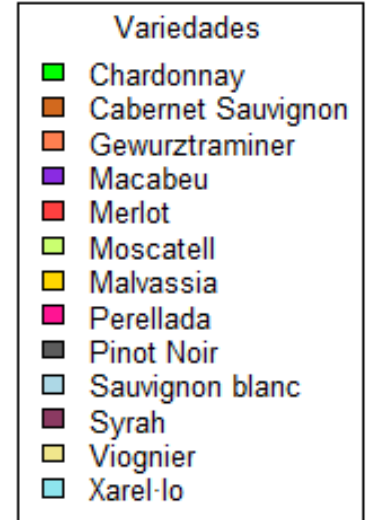 Variedades
Chardonnay
Cabernet Sauvignon
Gewurztraminer
Macabeu
Merlot
Moscatell
Malvassia
Perellada
Pinot Noir
Sauvignon blanc
Syrah
Viognier
Xarel·lo